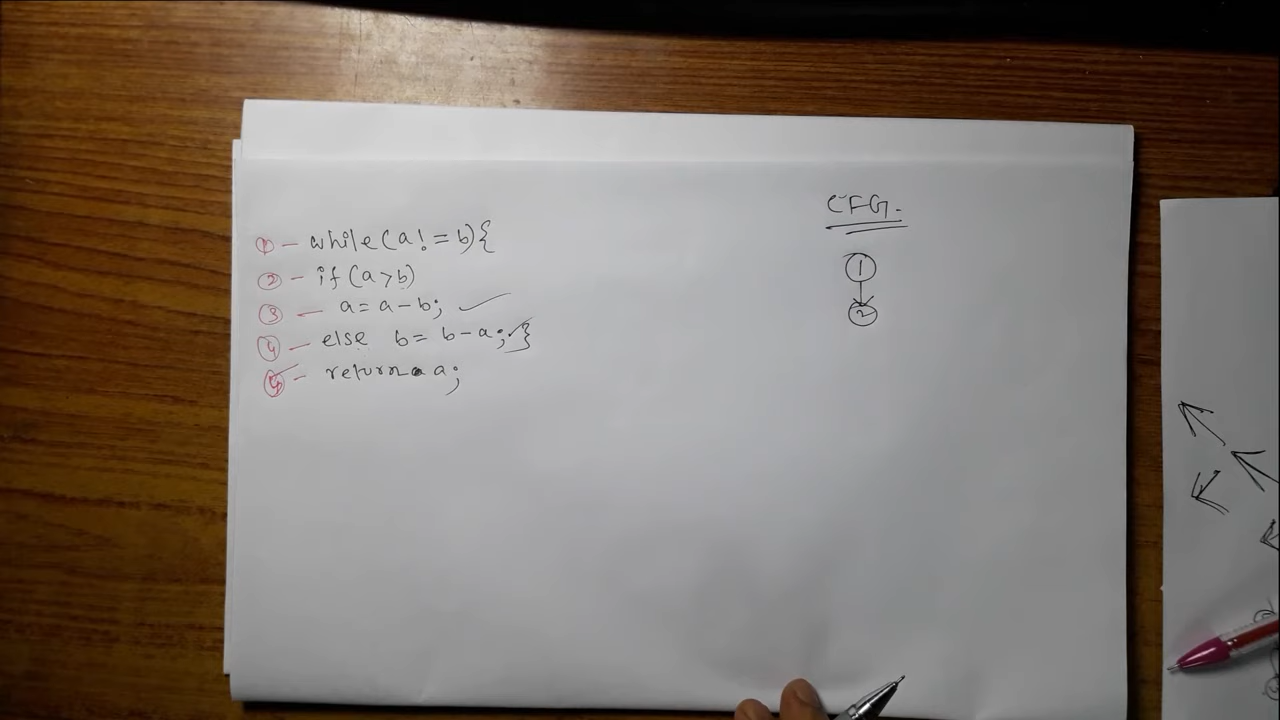 ① - while(a! = b){
② - if(a>b)
③ - a = a - b; ✓
④ - else b = b - a; ✓}
⑤ - return a;
CFG.
①
②